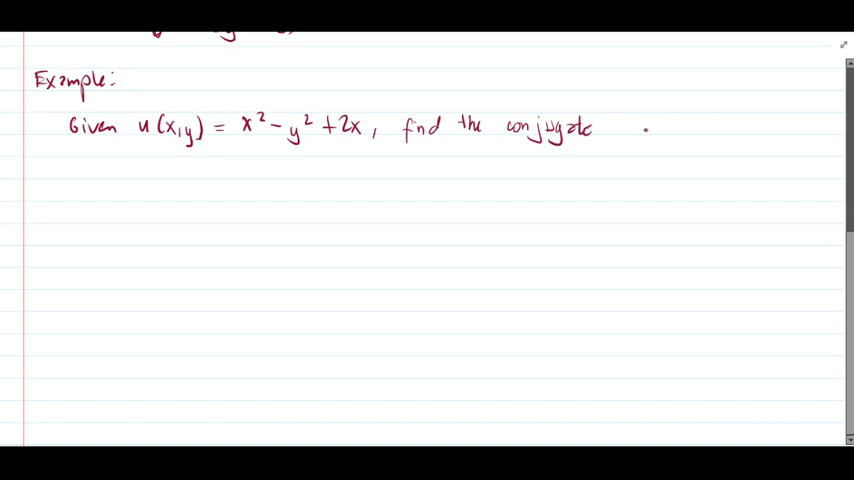 Example:
Given u(x,y) = x² - y² + 2x, find the conjugate